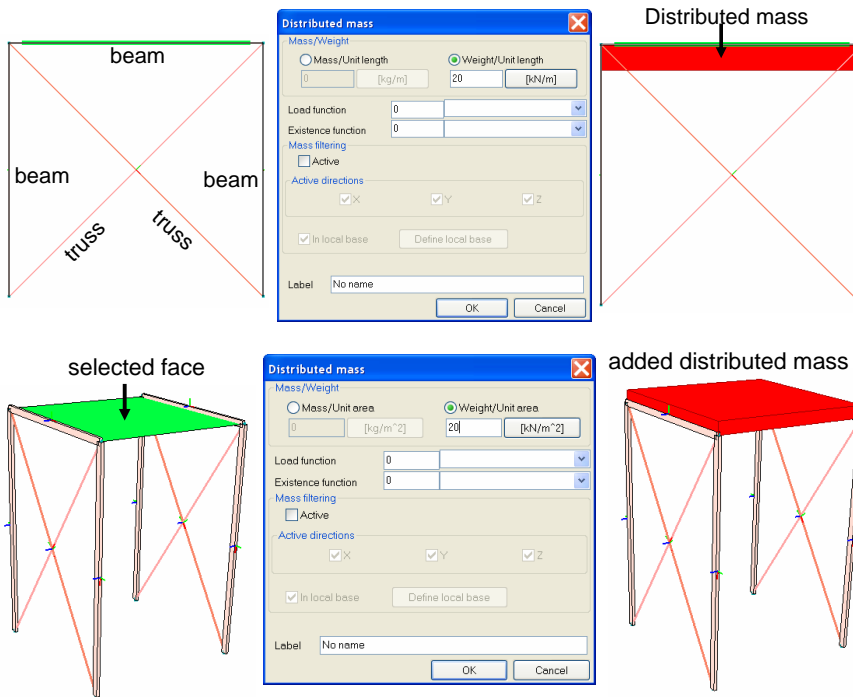 beam
beam
beam
truss
truss
Distributed mass
Mass/Weight
Mass/Unit length
Weight/Unit length
0 [kg/m] 20 [kN/m]
Load function 0
Existence function 0
Mass filtering
Active
Active directions
X Y Z
In local base Define local base
Label No name
OK Cancel
Distributed mass
selected face
Distributed mass
Mass/Weight
Mass/Unit area
Weight/Unit area
0 [kg/m^2] 20 [kN/m^2]
Load function 0
Existence function 0
Mass filtering
Active
Active directions
X Y Z
In local base Define local base
Label No name
OK Cancel
added distributed mass